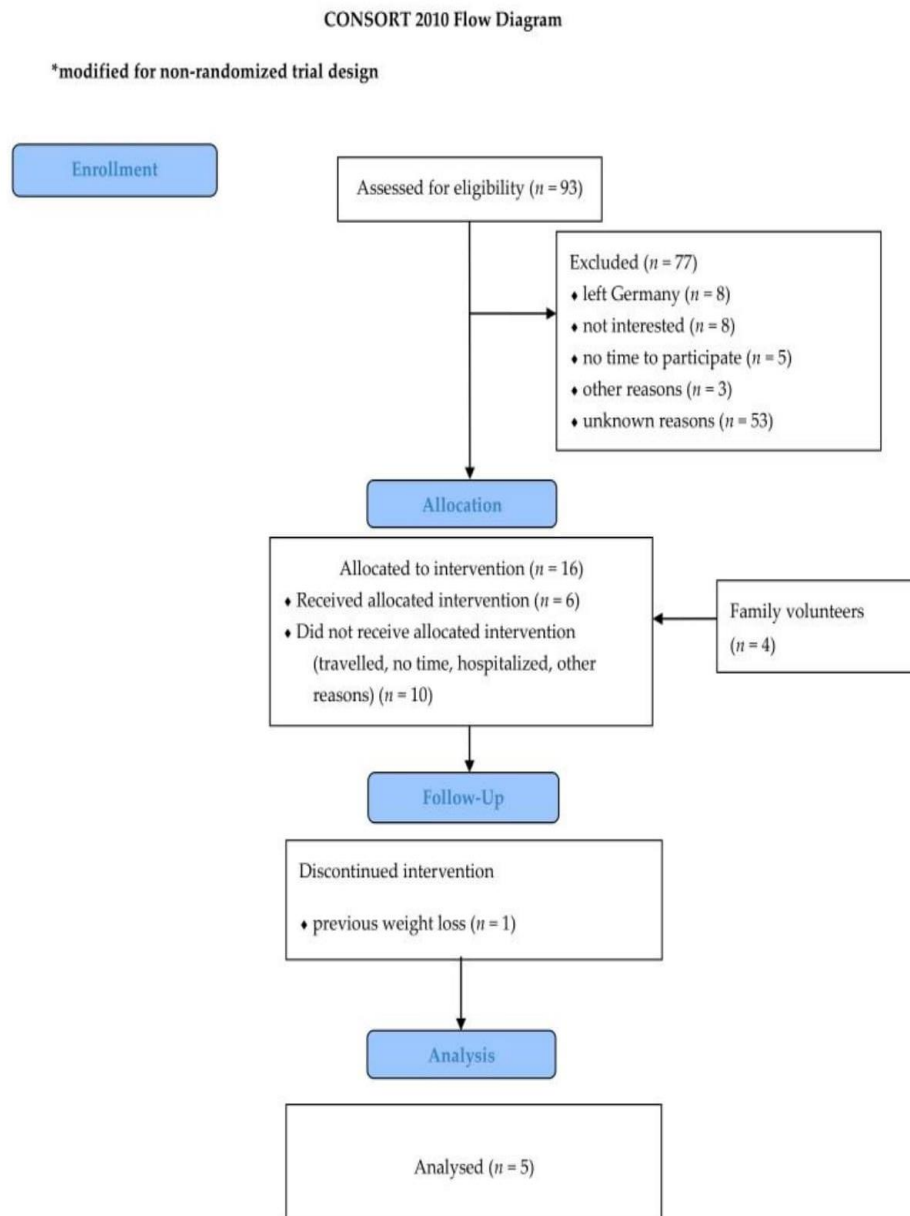 CONSORT 2010 Flow Diagram
*modified for non-randomized trial design
Enrollment
Assessed for eligibility (n = 93)
Excluded (n = 77)
♦ left Germany (n = 8)
♦ not interested (n = 8)
♦ no time to participate (n = 5)
♦ other reasons (n = 3)
♦ unknown reasons (n = 53)
Allocation
Allocated to intervention (n = 16)
♦ Received allocated intervention (n = 6)
♦ Did not receive allocated intervention
(travelled, no time, hospitalized, other
reasons) (n = 10)
Family volunteers
(n = 4)
Follow-Up
Discontinued intervention
♦ previous weight loss (n = 1)
Analysis
Analysed (n = 5)